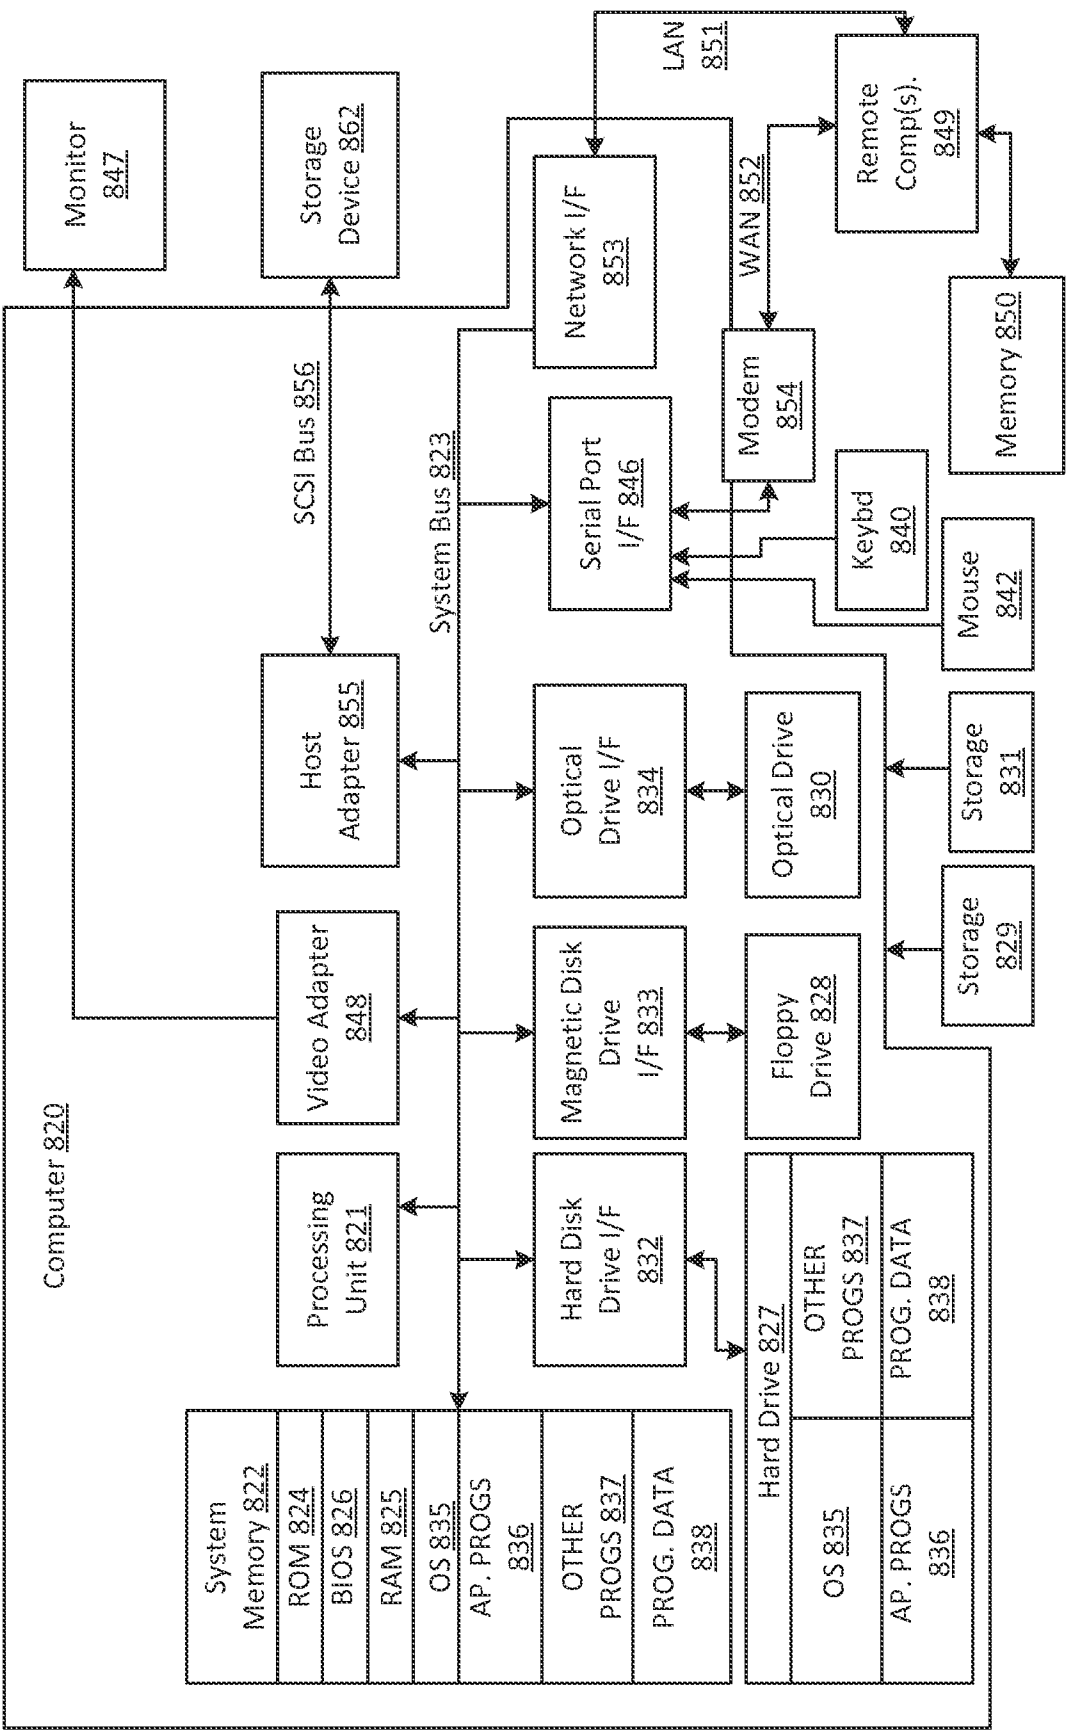 Computer 820
System
Memory 822
ROM 824
BIOS 826
RAM 825
OS 835
AP. PROGS
836
OTHER
PROGS 837
PROG. DATA
838
Processing
Unit 821
Video Adapter
848
Host
Adapter 855
SCSI Bus 856
Storage
Device 862
Monitor
847
System Bus 823
Hard Disk
Drive I/F
832
Magnetic Disk
Drive
I/F 833
Optical
Drive I/F
834
Serial Port
I/F 846
Network I/F
853
LAN
851
Hard Drive 827
OS 835
OTHER
PROGS 837
AP. PROGS
836
PROG. DATA
838
Floppy
Drive 828
Optical Drive
830
Modem
854
WAN 852
Remote
Comp(s).
849
Storage
829
Storage
831
Mouse
842
Keybd
840
Memory 850